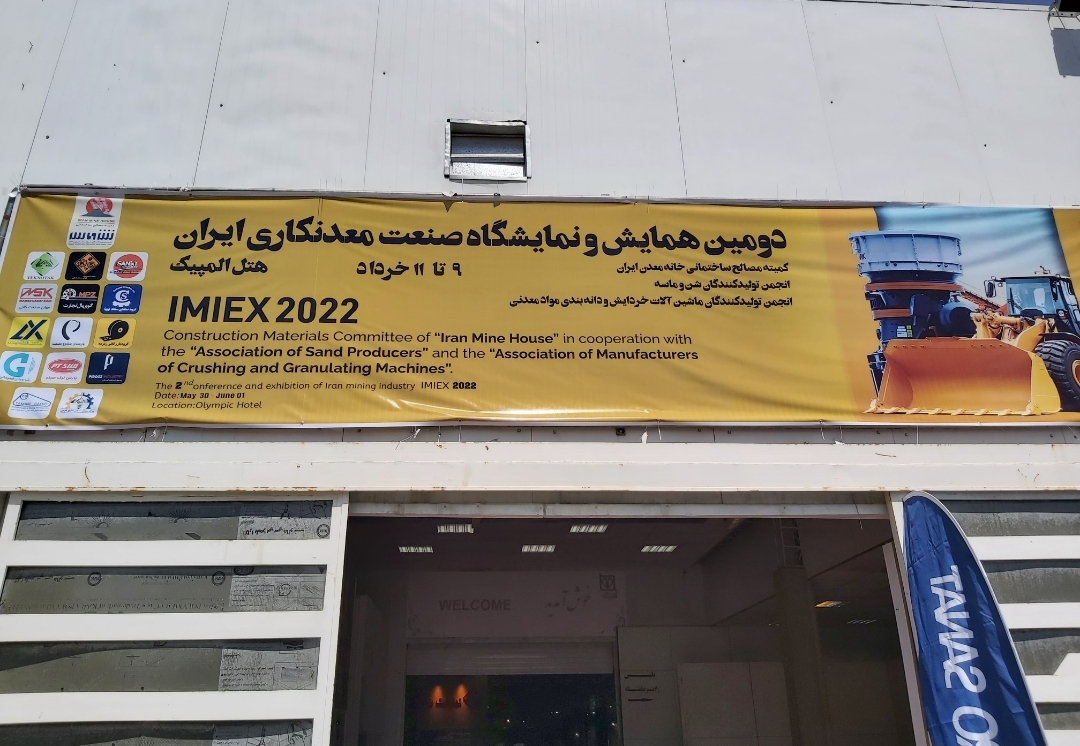 دومین همایش و نمایشگاه صنعت معدنکاری ایران
۹ تا ۱۱ خرداد
هتل المپیک
کمیته مصالح ساختمانی خانه معدن ایران
انجمن تولیدکنندگان شن و ماسه
انجمن تولیدکنندگان ماشین آلات خردایش و دانه بندی مواد معدنی
IMIEX 2022
Construction Materials Committee of “Iran Mine House” in cooperation with
the “Association of Sand Producers” and the “Association of Manufacturers
of Crushing and Granulating Machines”.
The 2nd onferernce and exhibition of Iran mining industry IMIEX 2022
Date: May 30 - June 01
Location: Olympic Hotel
MSK
MPZ
WELCOME
خوش آمدید